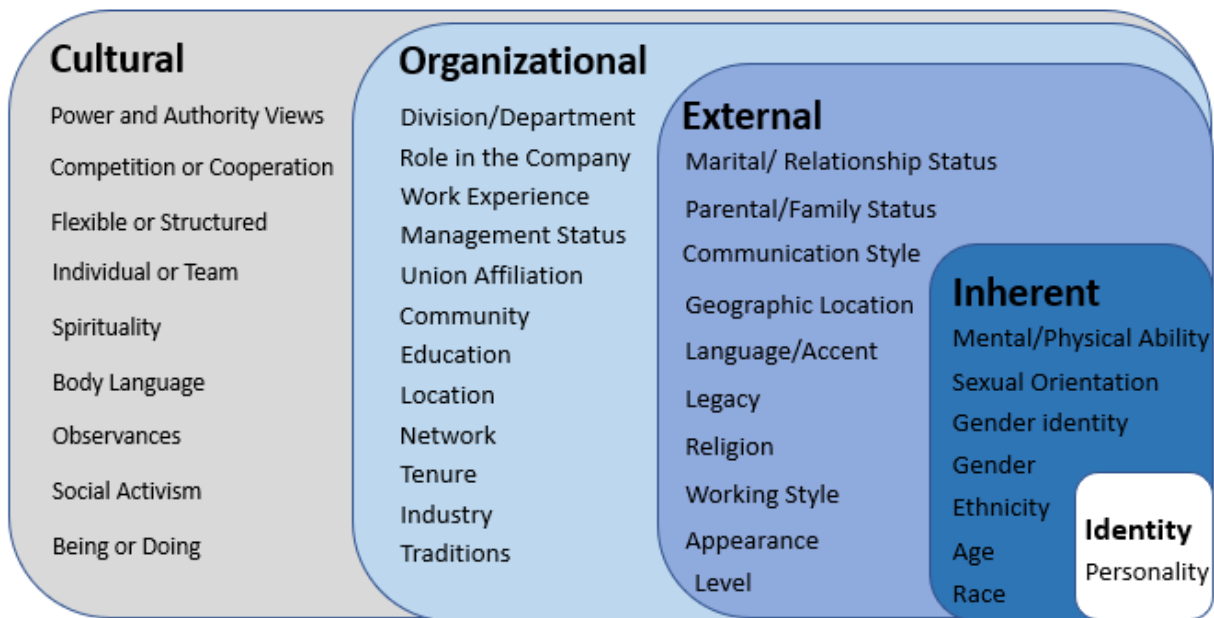 Cultural
Power and Authority Views
Competition or Cooperation
Flexible or Structured
Individual or Team
Spirituality
Body Language
Observances
Social Activism
Being or Doing
Organizational
Division/Department
Role in the Company
Work Experience
Management Status
Union Affiliation
Community
Education
Location
Network
Tenure
Industry
Traditions
External
Marital/ Relationship Status
Parental/Family Status
Communication Style
Geographic Location
Language/Accent
Legacy
Religion
Working Style
Appearance
Level
Inherent
Mental/Physical Ability
Sexual Orientation
Gender identity
Gender
Ethnicity
Age
Race
Identity
Personality